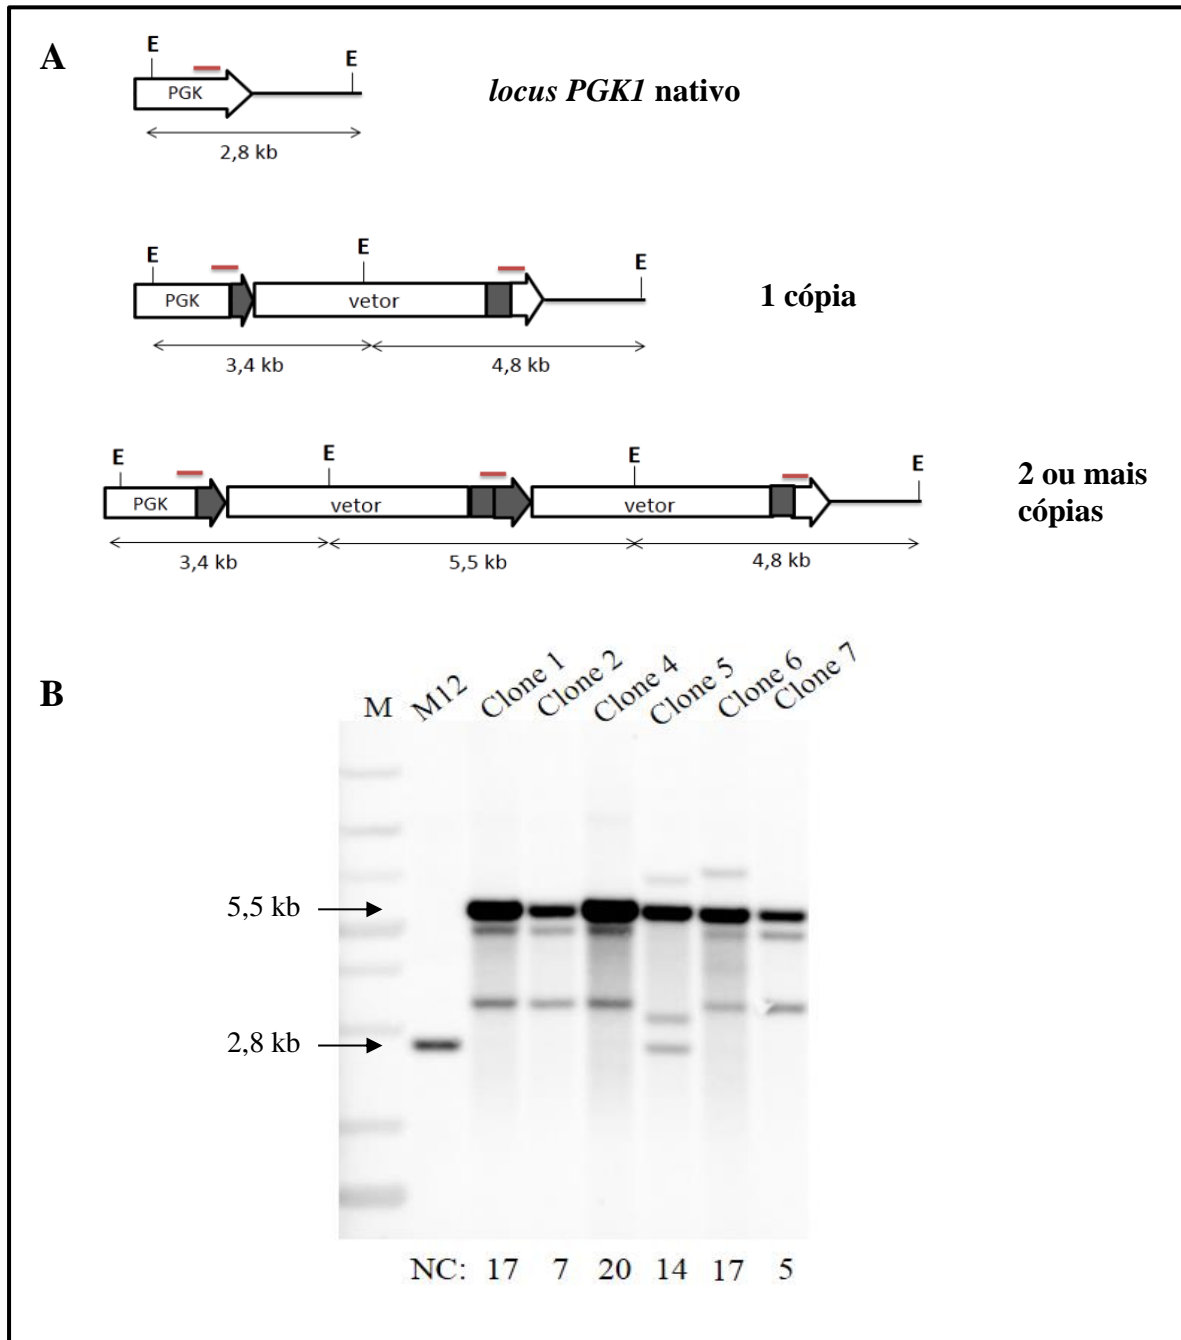 A
E
E
PGK
locus PGK1 nativo
2,8 kb
E
E
E
PGK
vetor
1 cópia
3,4 kb
4,8 kb
E
E
E
E
PGK
vetor
vetor
2 ou mais
cópias
3,4 kb
5,5 kb
4,8 kb
B
M
M12
Clone 1
Clone 2
Clone 4
Clone 5
Clone 6
Clone 7
5,5 kb
2,8 kb
NC: 17 7 20 14 17 5